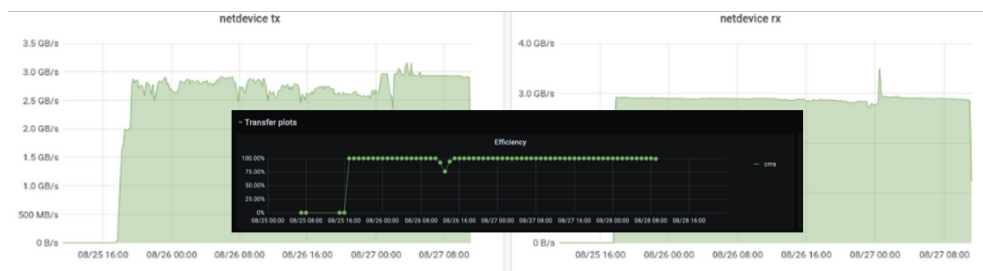 netdevice tx
3.5 GB/s
3.0 GB/s
2.5 GB/s
2.0 GB/s
1.5 GB/s
1.0 GB/s
500 MB/s
0 B/s
08/25 16:00 08/26 00:00 08/26 08:00 08/26 16:00 08/27 00:00 08/27 08:00
netdevice rx
4.0 GB/s
3.0 GB/s
0 B/s
08/25 16:00 08/26 00:00 08/26 08:00 08/26 16:00 08/27 00:00 08/27 08:00
Transfer plots
Efficiency
100.00%
75.00%
50.00%
25.00%
0%
08/25 00:00 08/25 08:00 08/25 16:00 08/26 00:00 08/26 08:00 08/26 16:00 08/27 00:00 08/27 08:00 08/27 16:00 08/28 00:00 08/28 08:00 08/28 16:00
cms